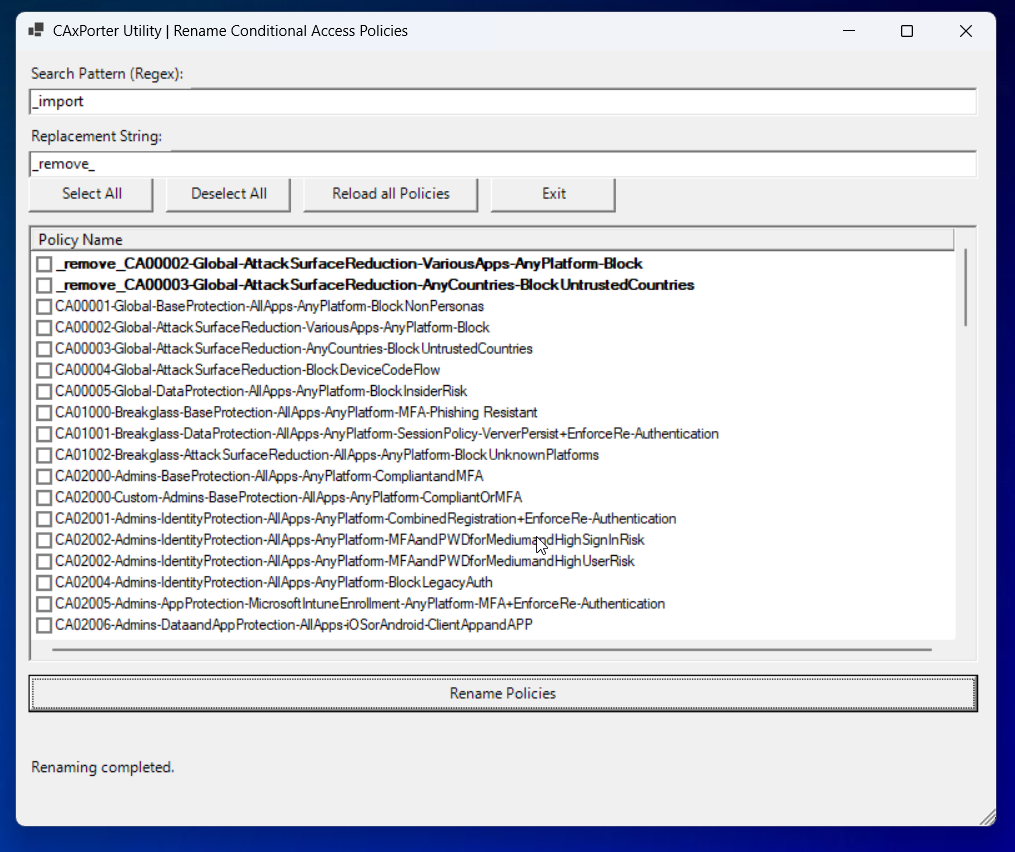 CAxPorter Utility | Rename Conditional Access Policies
Search Pattern (Regex):
_import
Replacement String:
_remove_
Select All Deselect All Reload all Policies Exit
Policy Name
_remove_CA00002-Global-AttackSurfaceReduction-VariousApps-AnyPlatform-Block
_remove_CA00003-Global-AttackSurfaceReduction-AnyCountries-BlockUntrustedCountries
CA00001-Global-BaseProtection-AllApps-AnyPlatform-BlockNonPersonas
CA00002-Global-AttackSurfaceReduction-VariousApps-AnyPlatform-Block
CA00003-Global-AttackSurfaceReduction-AnyCountries-BlockUntrustedCountries
CA00004-Global-AttackSurfaceReduction-BlockDeviceCodeFlow
CA00005-Global-DataProtection-AllApps-AnyPlatform-BlockInsiderRisk
CA01000-Breakglass-BaseProtection-AllApps-AnyPlatform-MFA-Phishing Resistant
CA01001-Breakglass-DataProtection-AllApps-AnyPlatform-SessionPolicy-VerverPersist+EnforceRe-Authentication
CA01002-Breakglass-AttackSurfaceReduction-AllApps-AnyPlatform-BlockUnknownPlatforms
CA02000-Admins-BaseProtection-AllApps-AnyPlatform-CompliantandMFA
CA02000-Custom-Admins-BaseProtection-AllApps-AnyPlatform-CompliantOrMFA
CA02001-Admins-IdentityProtection-AllApps-AnyPlatform-CombinedRegistration+EnforceRe-Authentication
CA02002-Admins-IdentityProtection-AllApps-AnyPlatform-MFAandPWDforMediumandHighSignInRisk
CA02002-Admins-IdentityProtection-AllApps-AnyPlatform-MFAandPWDforMediumandHighUserRisk
CA02004-Admins-IdentityProtection-AllApps-AnyPlatform-BlockLegacyAuth
CA02005-Admins-AppProtection-MicrosoftIntuneEnrollment-AnyPlatform-MFA+EnforceRe-Authentication
CA02006-Admins-DataandAppProtection-AllApps-iOSorAndroid-ClientAppandAPP
Rename Policies
Renaming completed.